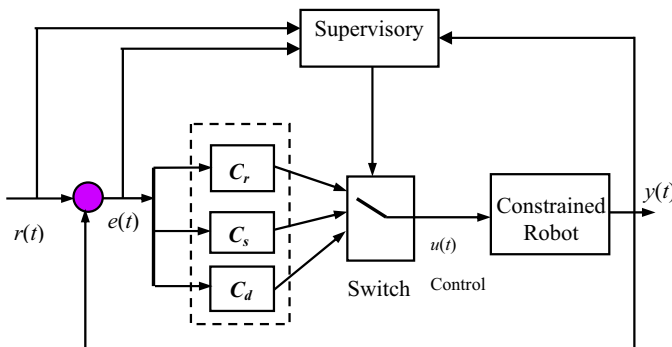 Supervisory
r(t)
e(t)
C_r
C_s
C_d
Switch
u(t)
Control
Constrained
Robot
y(t)